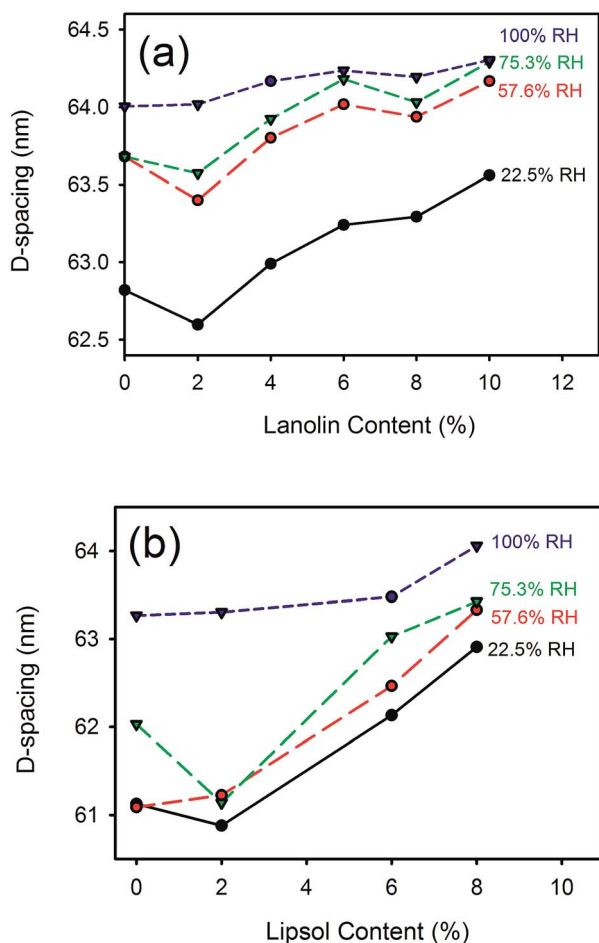 (a)
64.5
64.0
63.5
63.0
62.5
D-spacing (nm)
100% RH
75.3% RH
57.6% RH
22.5% RH
0 2 4 6 8 10 12
Lanolin Content (%)
(b)
64
63
62
61
D-spacing (nm)
100% RH
75.3% RH
57.6% RH
22.5% RH
0 2 4 6 8 10
Lipsol Content (%)